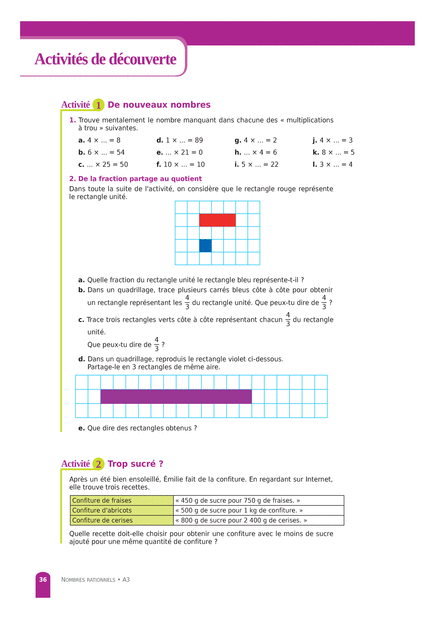 Activités de découverte
Activité 1 De nouveaux nombres
1. Trouve mentalement le nombre manquant dans chacune des « multiplications
à trou » suivantes.
a. 4 × ... = 8 d. 1 × ... = 89 g. 4 × ... = 2 j. 4 × ... = 3
b. 6 × ... = 54 e. ... × 21 = 0 h. ... × 4 = 6 k. 8 × ... = 5
c. ... × 25 = 50 f. 10 × ... = 10 i. 5 × ... = 22 l. 3 × ... = 4
2. De la fraction partage au quotient
Dans toute la suite de l'activité, on considère que le rectangle rouge représente
le rectangle unité.
a. Quelle fraction du rectangle unité le rectangle bleu représente-t-il ?
b. Dans un quadrillage, trace plusieurs carrés bleus côte à côte pour obtenir
un rectangle représentant les 4/3 du rectangle unité. Que peux-tu dire de 4/3 ?
c. Trace trois rectangles verts côte à côte représentant chacun 4/3 du rectangle
unité.
Que peux-tu dire de 4/3 ?
d. Dans un quadrillage, reproduis le rectangle violet ci-dessous.
Partage-le en 3 rectangles de même aire.
e. Que dire des rectangles obtenus ?
Activité 2 Trop sucré ?
Après un été bien ensoleillé, Émilie fait de la confiture. En regardant sur Internet,
elle trouve trois recettes.
Confiture de fraises « 450 g de sucre pour 750 g de fraises. »
Confiture d'abricots « 500 g de sucre pour 1 kg de confiture. »
Confiture de cerises « 800 g de sucre pour 2 400 g de cerises. »
Quelle recette doit-elle choisir pour obtenir une confiture avec le moins de sucre
ajouté pour une même quantité de confiture ?
36 NOMBRES RATIONNELS • A3